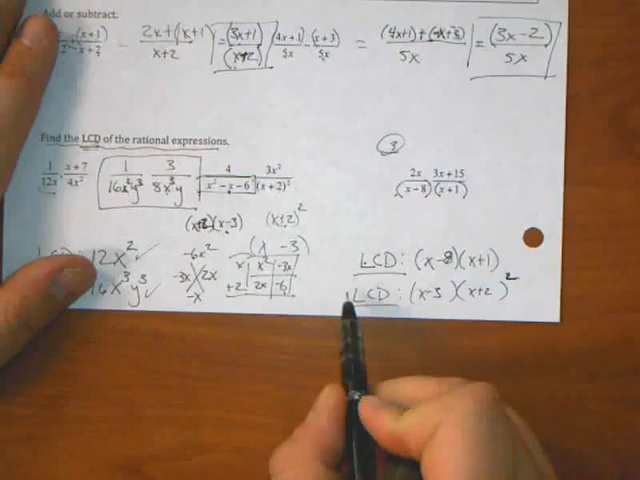 Add or subtract.
(x+1)/x+2 - 2x+(x+1)/x+2 = (3x+1)/(x+2) (4x+1)/5x - (x+3)/5x = (4x+1)+(-x+3)/5x = (3x-2)/5x
Find the LCD of the rational expressions.
3
1/12x, x+7/4x² 1/16x²y³ 3/8x³y 4/x²-x-6, 3x²/(x+2)² 2x/(x-8) 3x+15/(x+1)
(x+2)(x-3) (x+2)²
12x² ✓ -6x² (x -3) LCD: (x-8)(x+1)
x x² -3x
-3x 2x
16x³y³ ✓ -x +2 2x -6 LCD: (x-3)(x+2)²